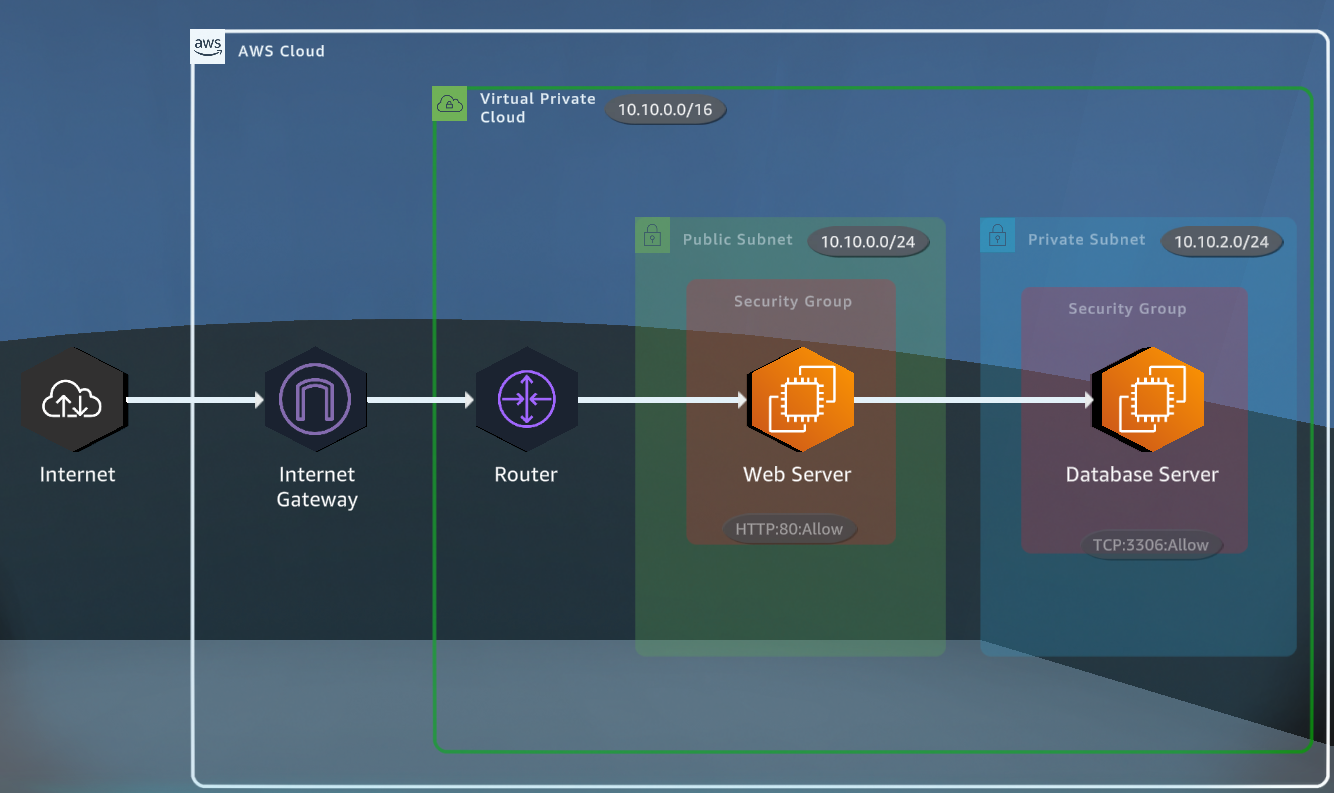 aws
AWS Cloud
Virtual Private
Cloud
10.10.0.0/16
Public Subnet
10.10.0.0/24
Private Subnet
10.10.2.0/24
Security Group
Security Group
Internet
Internet
Gateway
Router
Web Server
Database Server
HTTP:80:Allow
TCP:3306:Allow